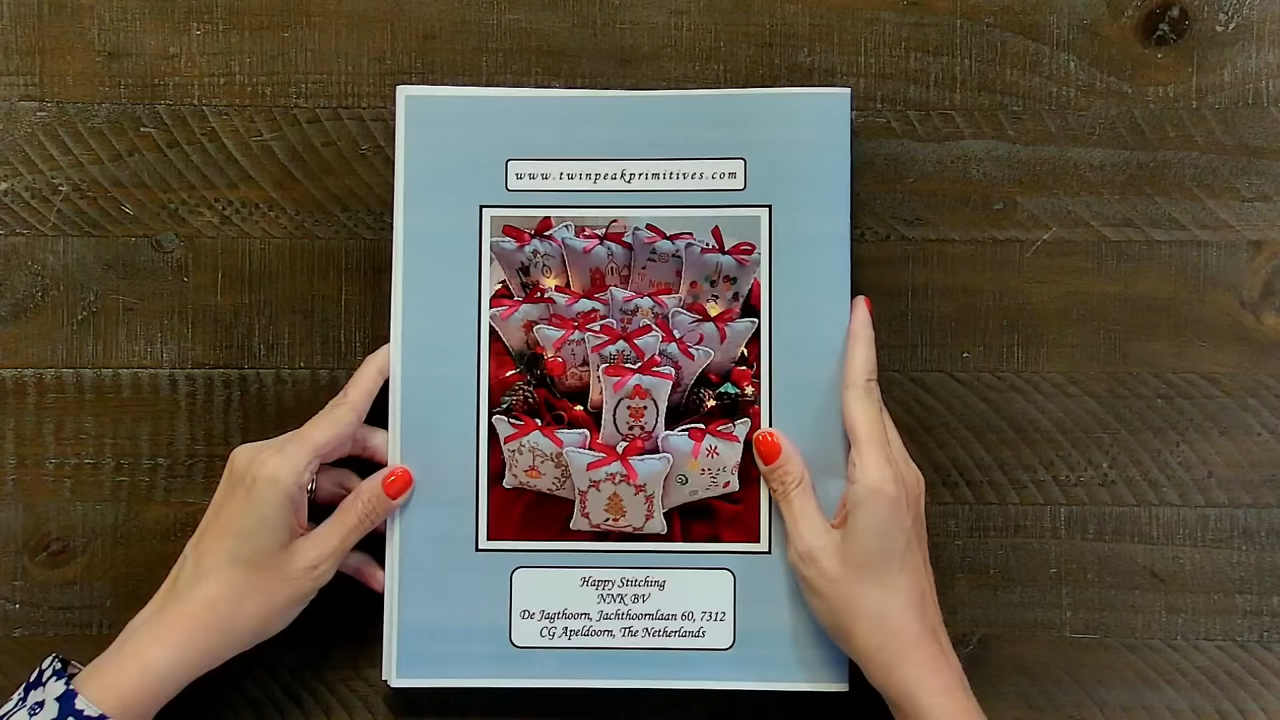 www.twinpeakprimitives.com
Happy Stitching
NNK BV
De Jagthoorn, Jachthoornlaan 60, 7312
CG Apeldoorn, The Netherlands